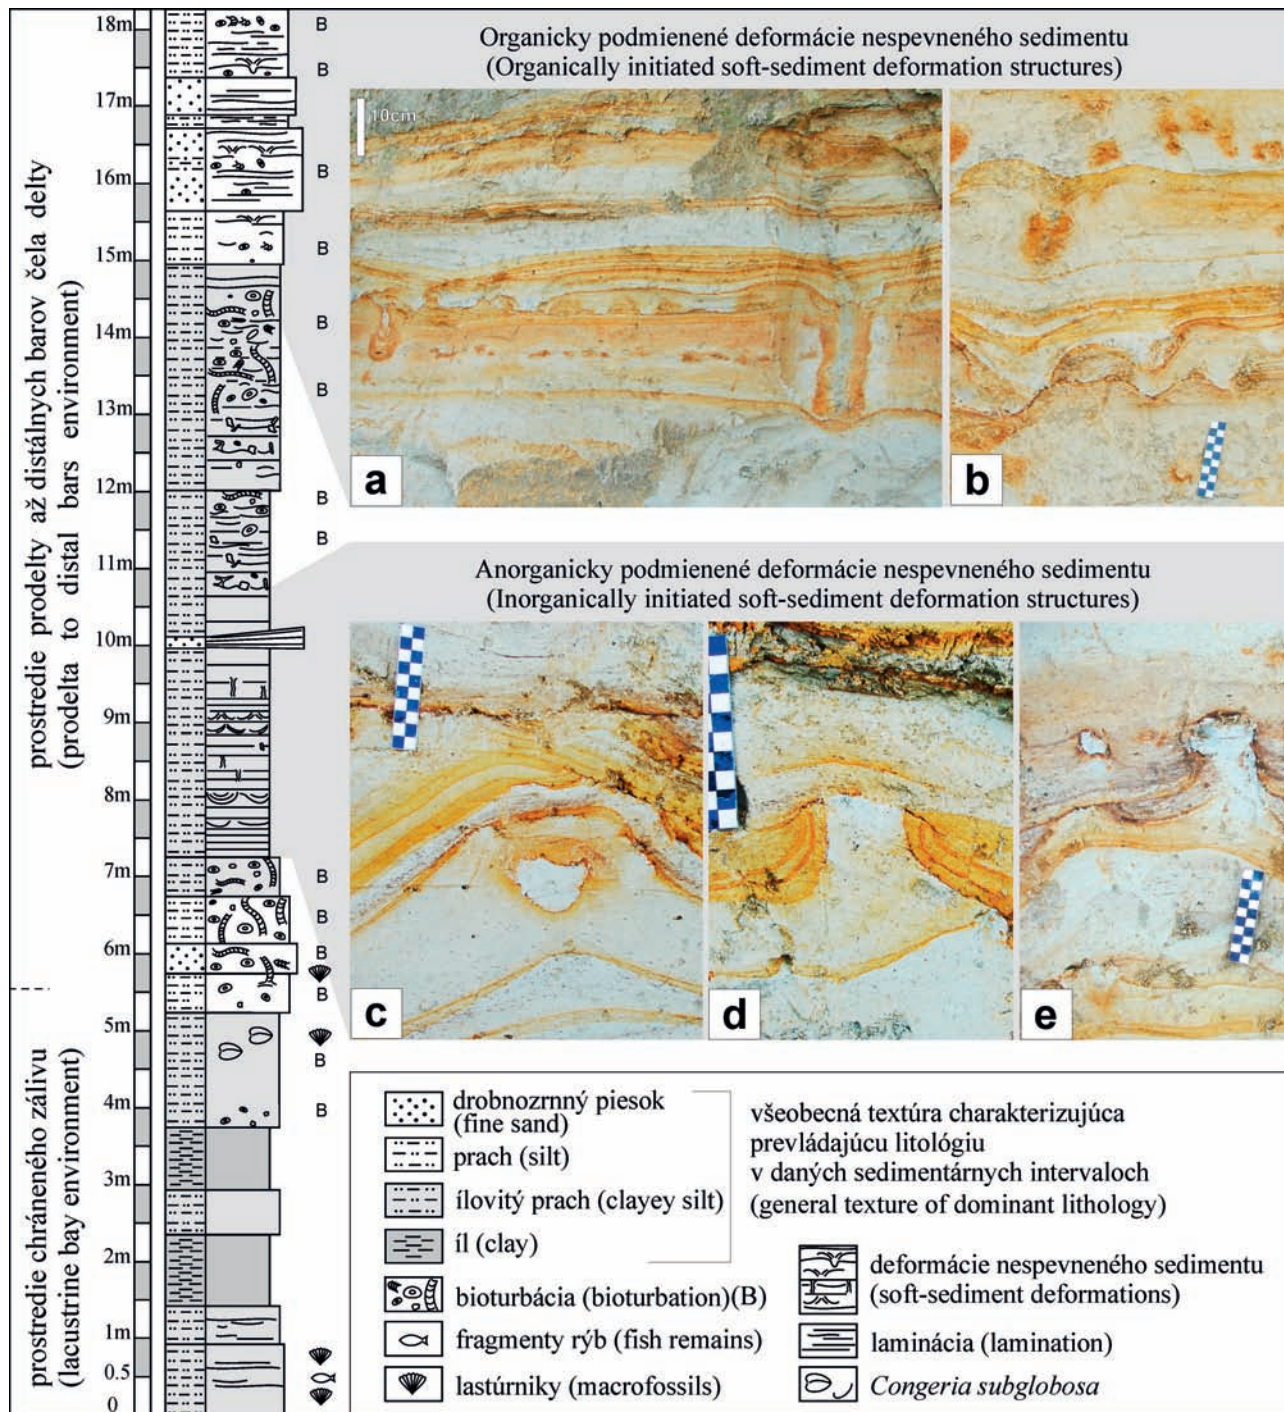 18m
17m
16m
15m
14m
13m
12m
11m
10m
9m
8m
7m
6m
5m
4m
3m
2m
1m
0.5
0
prostredie prodelty až distálnych barov čela delty
(prodelta to distal bars environment)
prostredie chráneného zálivu
(lacustrine bay environment)
B
B
B
B
B
B
B
B
B
B
B
B
B
B
Organicky podmienené deformácie nespevneného sedimentu
(Organically initiated soft-sediment deformation structures)
10cm
a
b
Anorganicky podmienené deformácie nespevneného sedimentu
(Inorganically initiated soft-sediment deformation structures)
c
d
e
drobnozrnný piesok
(fine sand)
prach (silt)
ílovitý prach (clayey silt)
íl (clay)
bioturbácia (bioturbation)(B)
fragmenty rýb (fish remains)
lastúrniky (macrofossils)
všeobecná textúra charakterizujúca
prevládajúcu litológiu
v daných sedimentárnych intervaloch
(general texture of dominant lithology)
deformácie nespevneného sedimentu
(soft-sediment deformations)
laminácia (lamination)
Congeria subglobosa